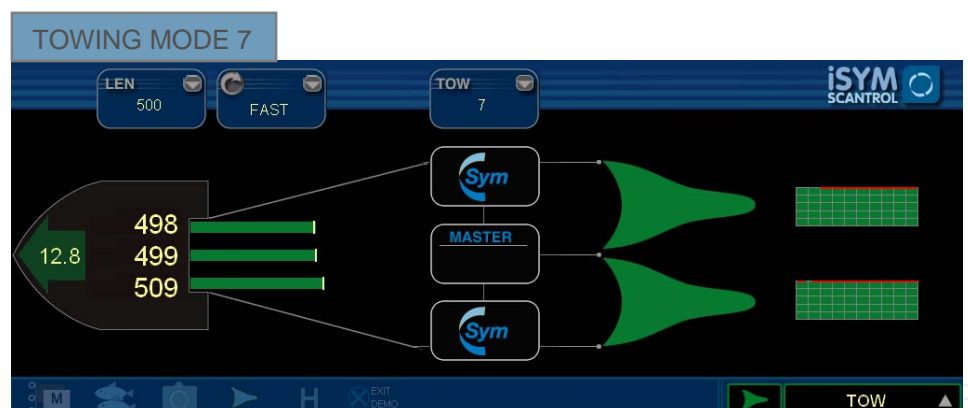 TOWING MODE 7
LEN
500
FAST
TOW
7
iSYM
SCANTROL
Sym
498
499
509
12.8
MASTER
Sym
M
H
EXIT
DEMO
TOW